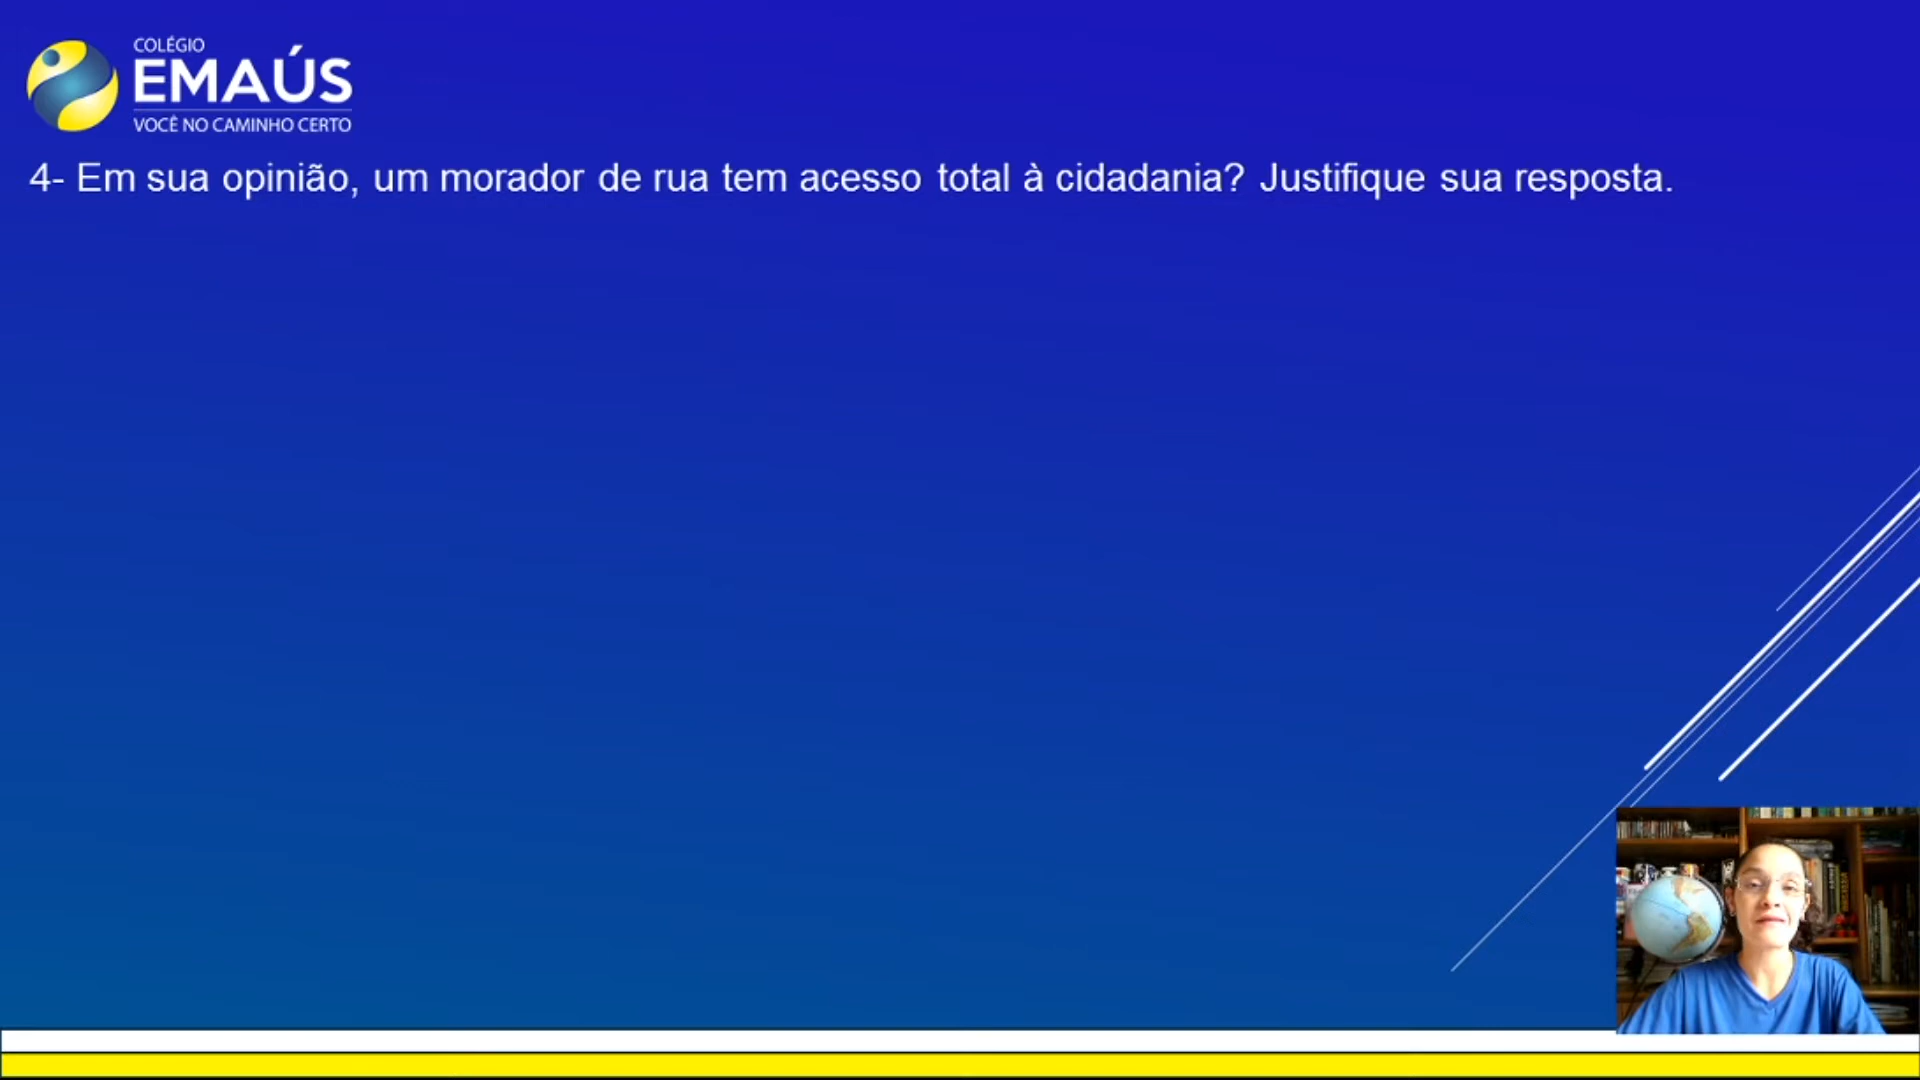 COLÉGIO
EMAÚS
VOCÊ NO CAMINHO CERTO
4- Em sua opinião, um morador de rua tem acesso total à cidadania? Justifique sua resposta.